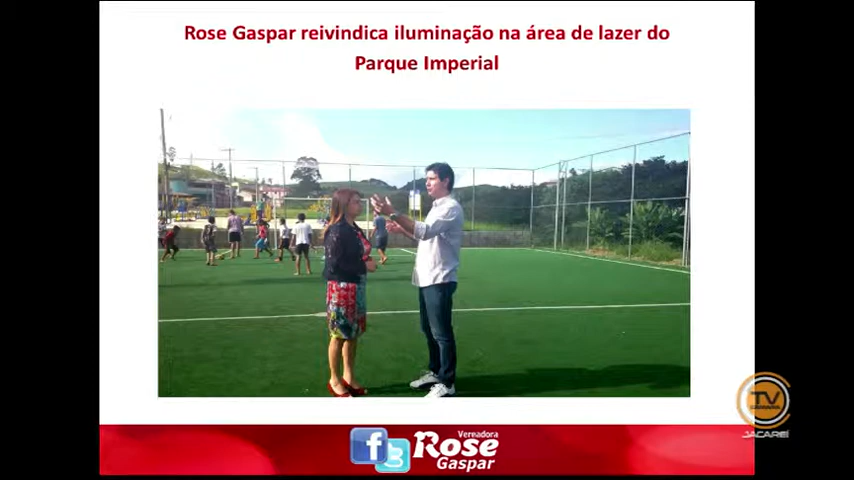 Rose Gaspar reivindica iluminação na área de lazer do
Parque Imperial
TV
JACAREÍ
Vereadora
Rose
Gaspar